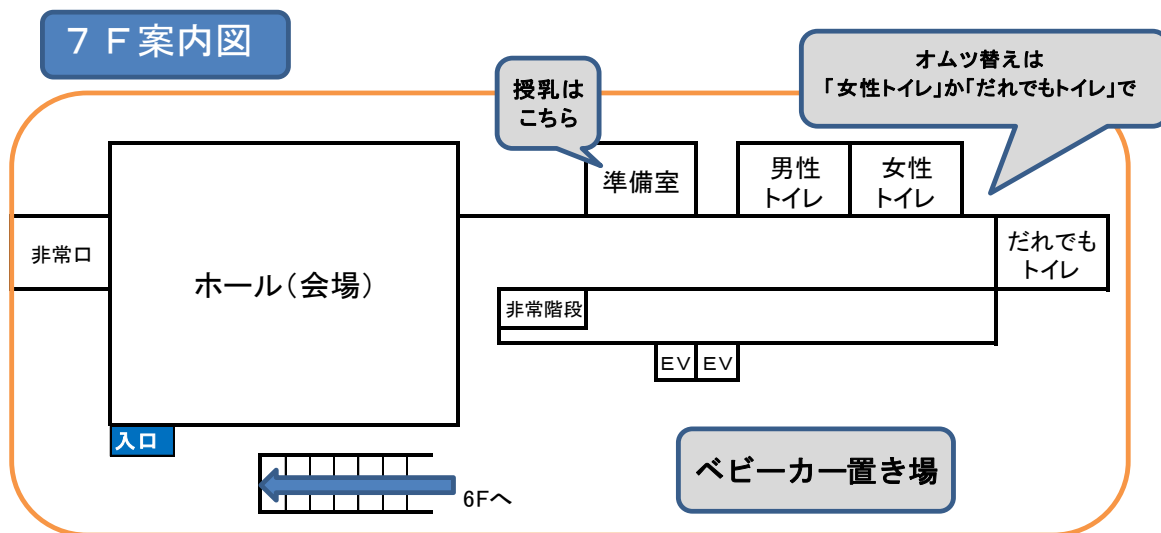 ７Ｆ案内図
授乳は
こちら
オムツ替えは
「女性トイレ」か「だれでもトイレ」で
準備室
男性
トイレ
女性
トイレ
非常口
ホール（会場）
だれでも
トイレ
非常階段
ＥＶ
ＥＶ
入口
ベビーカー置き場
6Fへ